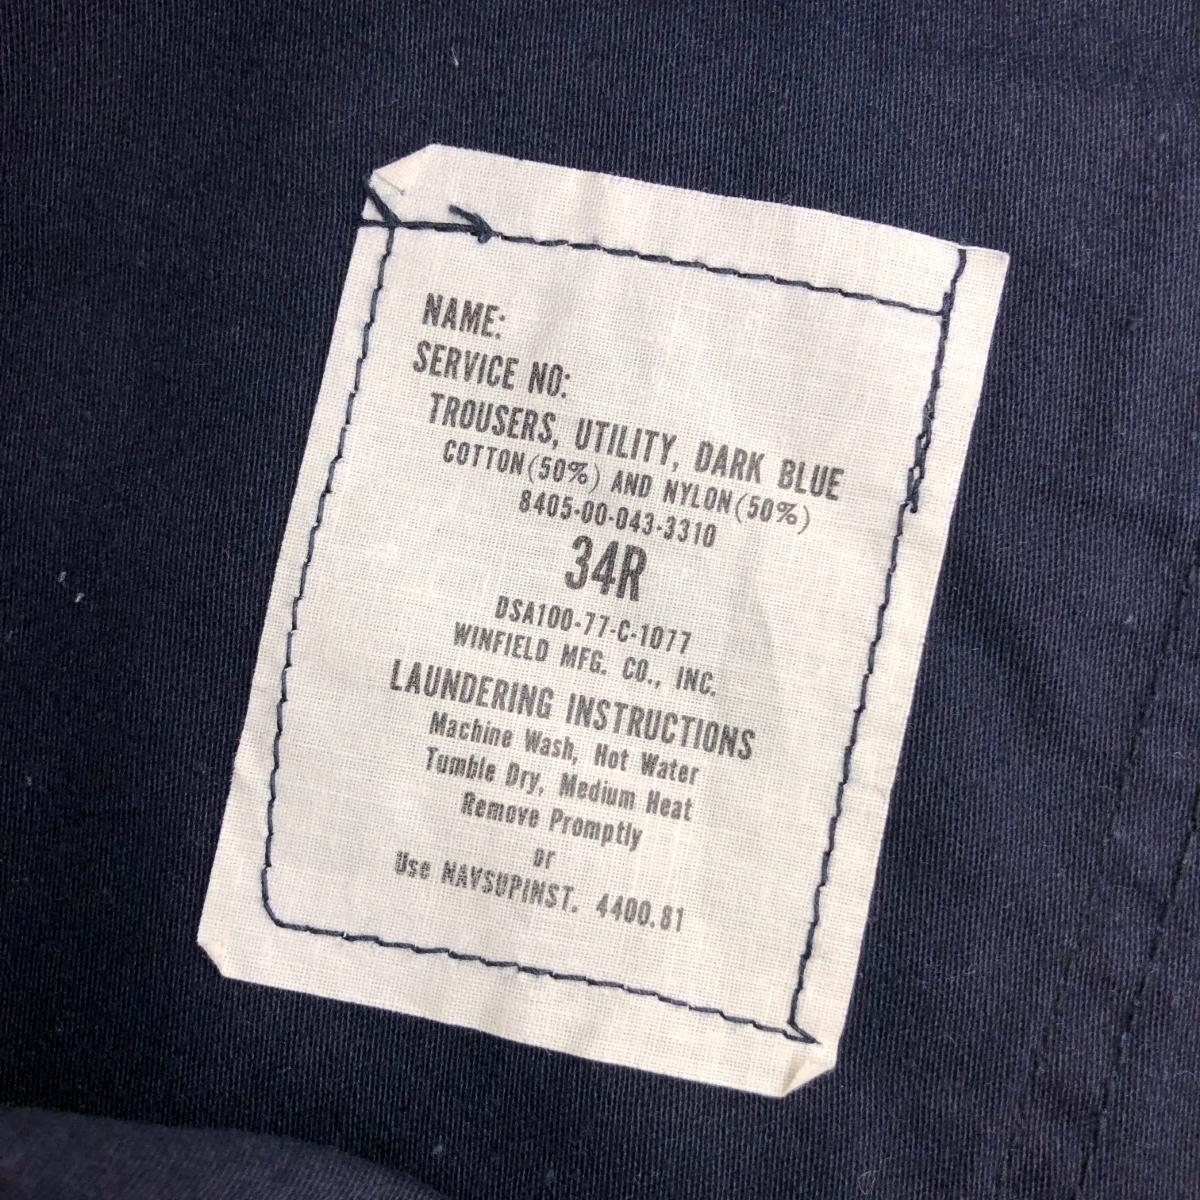 NAME:
SERVICE NO:
TROUSERS, UTILITY, DARK BLUE
COTTON(50%) AND NYLON(50%)
8405-00-043-3310
34R
DSA100-77-C-1077
WINFIELD MFG. CO., INC.
LAUNDERING INSTRUCTIONS
Machine Wash, Hot Water
Tumble Dry, Medium Heat
Remove Promptly
or
Use NAVSUPINST. 4400.81